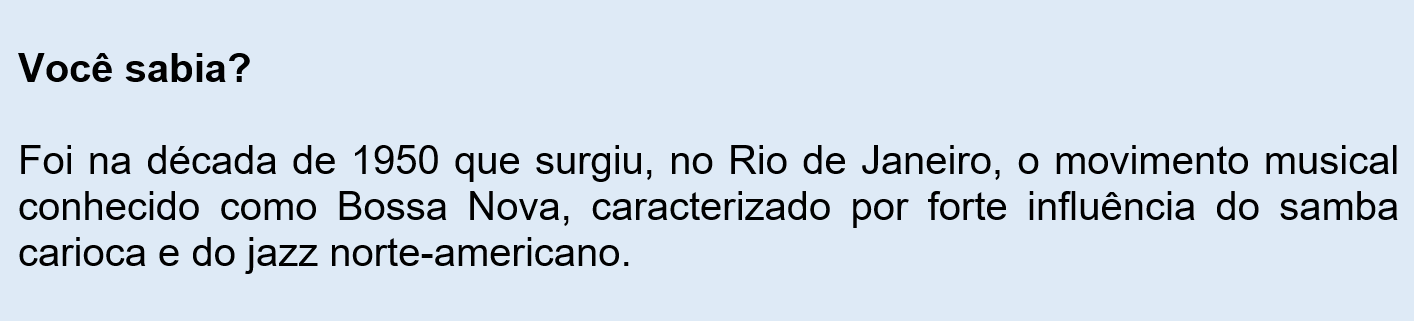 Você sabia?
Foi na década de 1950 que surgiu, no Rio de Janeiro, o movimento musical
conhecido como Bossa Nova, caracterizado por forte influência do samba
carioca e do jazz norte-americano.